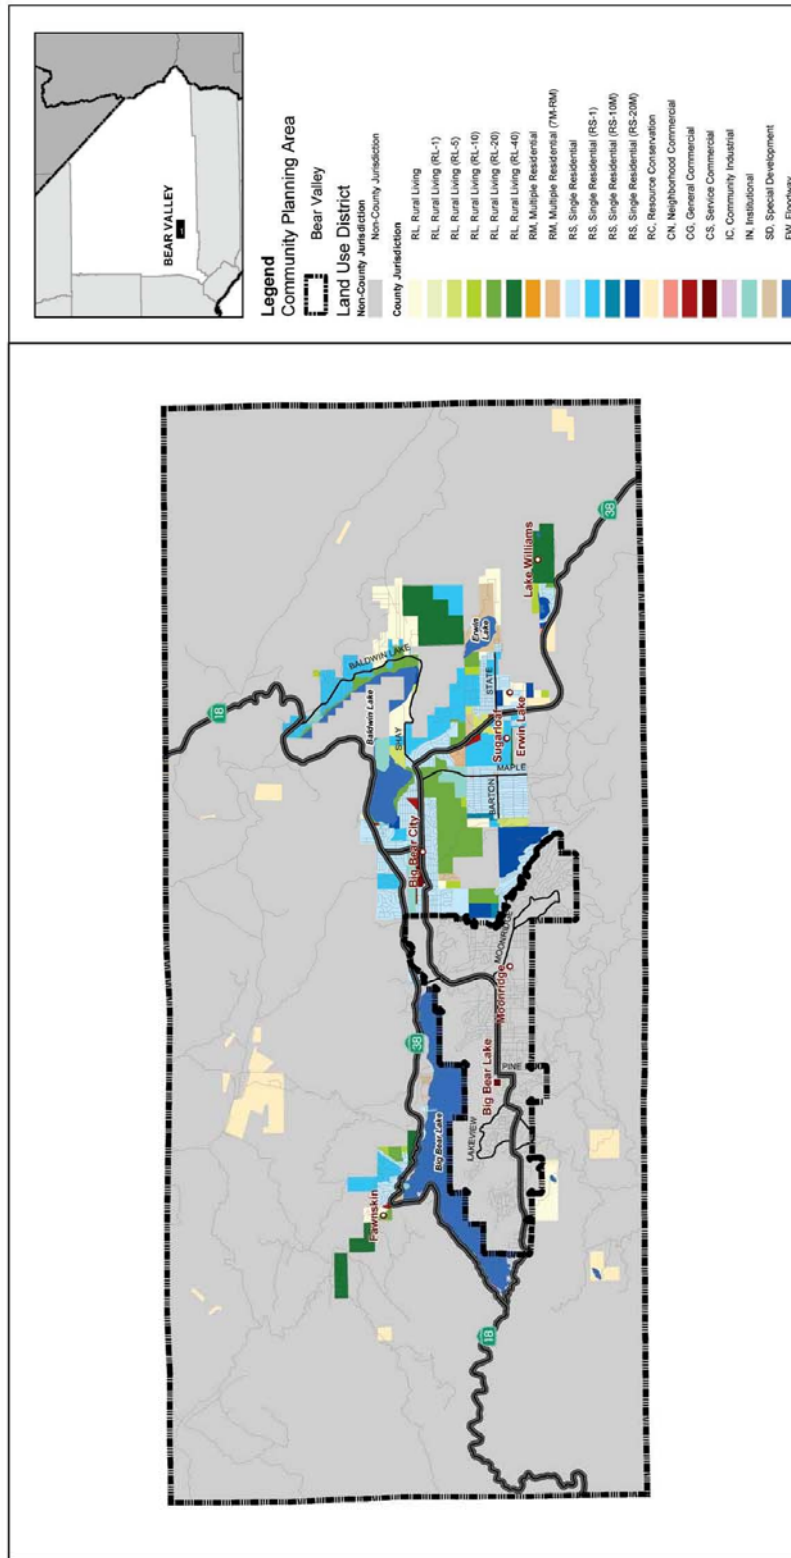 BEAR VALLEY
Legend
Community Planning Area
Bear Valley
Land Use District
Non-County Jurisdiction
Non-County Jurisdiction
County Jurisdiction
RL, Rural Living
RL, Rural Living (RL-1)
RL, Rural Living (RL-5)
RL, Rural Living (RL-10)
RL, Rural Living (RL-20)
RL, Rural Living (RL-40)
RM, Multiple Residential
RM, Multiple Residential (7M-RM)
RS, Single Residential
RS, Single Residential (RS-1)
RS, Single Residential (RS-10M)
RS, Single Residential (RS-20M)
RC, Resource Conservation
CN, Neighborhood Commercial
CG, General Commercial
CS, Service Commercial
IC, Community Industrial
IN, Institutional
SD, Special Development
FW, Floodway
18
BALDWIN LAKE
Baldwin Lake
SHAY
Big Bear City
38
Fawnskin
Big Bear Lake
LAKEVIEW
Big Bear Lake
PINE
Moonridge
MOONRIDGE
BARTON
MAPLE
Sugarloaf
STATE
Erwin Lake
Erwin Lake
Lake Williams
38
18